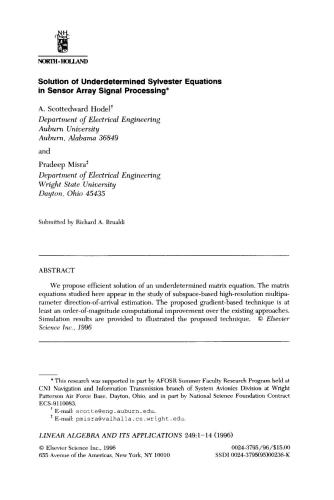 NH
NORTH-HOLLAND
Solution of Underdetermined Sylvester Equations
in Sensor Array Signal Processing*
A. Scottedward Hodel†
Department of Electrical Engineering
Auburn University
Auburn, Alabama 36849
and
Pradeep Misra‡
Department of Electrical Engineering
Wright State University
Dayton, Ohio 45435
Submitted by Richard A. Brualdi
ABSTRACT
We propose efficient solution of an underdetermined matrix equation. The matrix
equations studied here appear in the study of subspace-based high-resolution multipa-
rameter direction-of-arrival estimation. The proposed gradient-based technique is at
least an order-of-magnitude computational improvement over the existing approaches.
Simulation results are provided to illustrated the proposed technique. © Elsevier
Science Inc., 1996
* This research was supported in part by AFOSR Summer Faculty Research Program held at
CNI Navigation and Information Transmission branch of System Avionics Division at Wright
Patterson Air Force Base, Dayton, Ohio, and in part by National Science Foundation Contract
ECS-9110083.
† E-mail: scotte@eng.auburn.edu.
‡ E-mail: pmisra@valhalla.cs.wright.edu.
LINEAR ALGEBRA AND ITS APPLICATIONS 249:1–14 (1996)
© Elsevier Science Inc., 1996
655 Avenue of the Americas, New York, NY 10010
0024-3795/96/$15.00
SSDI 0024-3795(95)00236-K